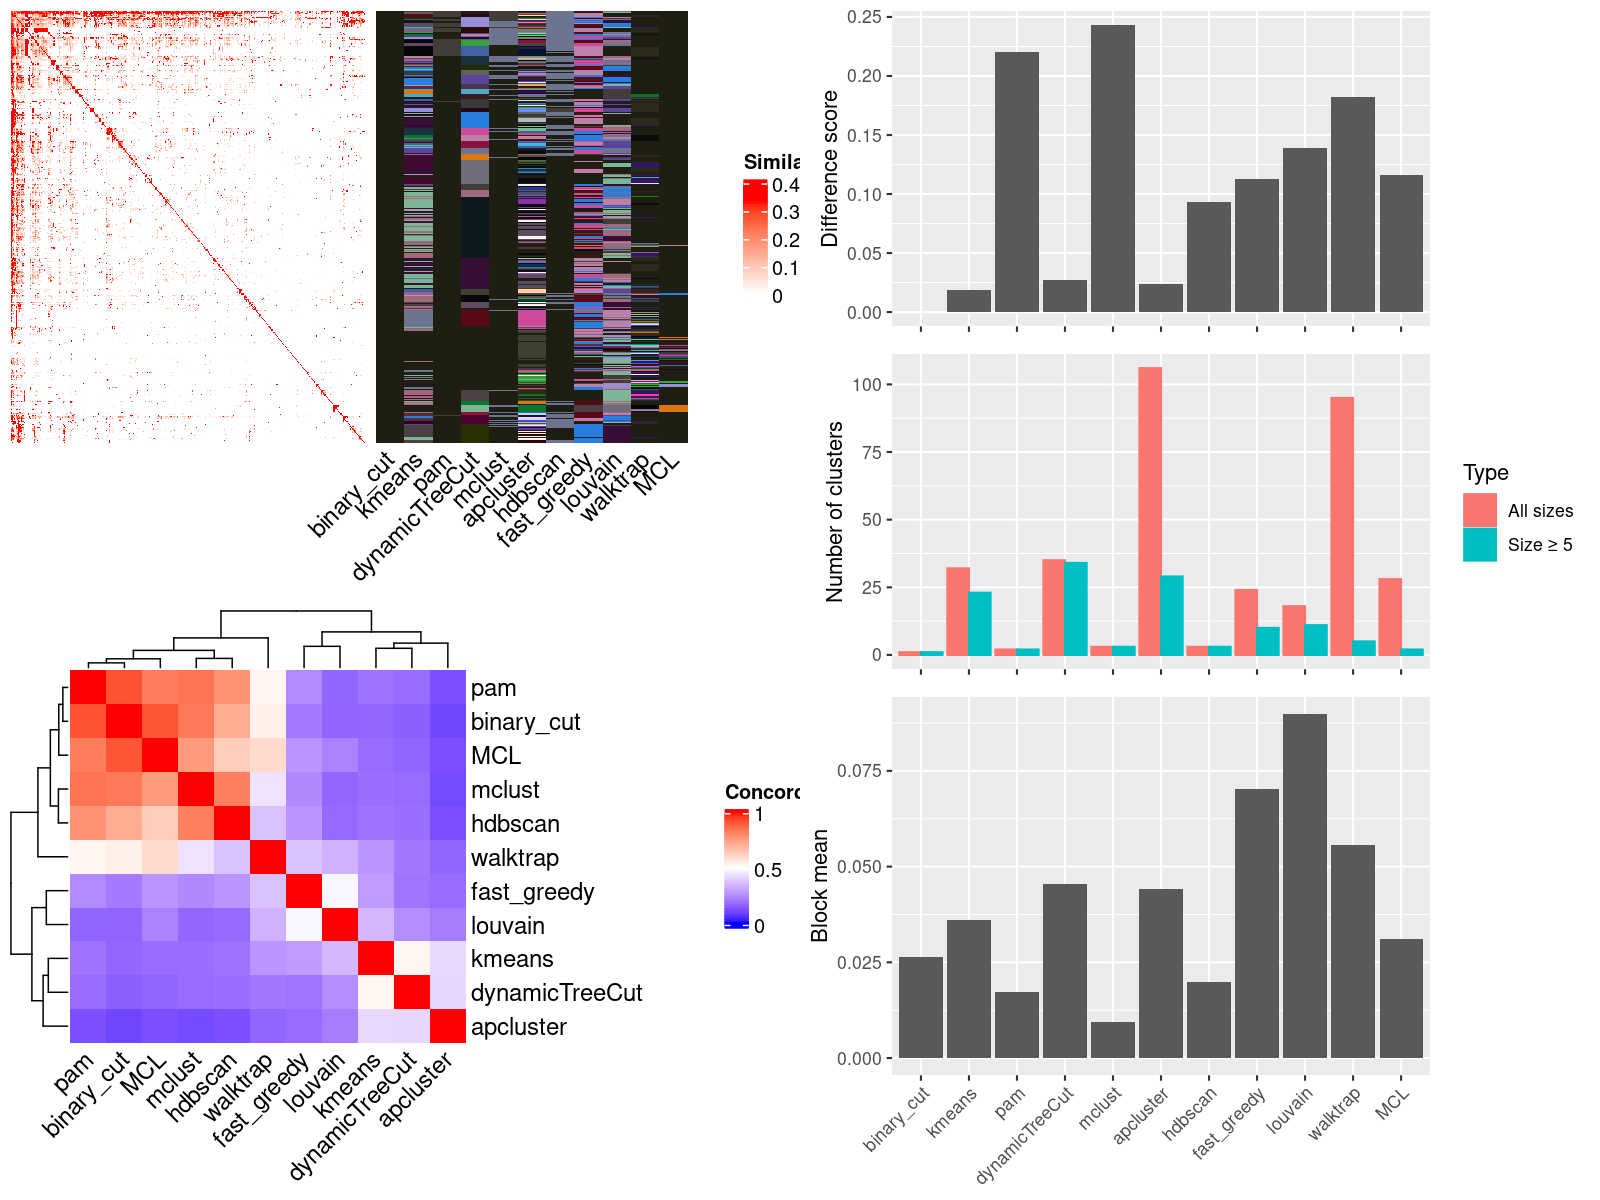 Simila
0.4
0.3
0.2
0.1
0
binary_cut
kmeans
pam
dynamicTreeCut
mclust
apcluster
hdbscan
fast_greedy
louvain
walktrap
MCL
pam
binary_cut
MCL
mclust
hdbscan
walktrap
fast_greedy
louvain
kmeans
dynamicTreeCut
apcluster
pam
binary_cut
MCL
mclust
hdbscan
walktrap
fast_greedy
louvain
kmeans
dynamicTreeCut
apcluster
Concord
1
0.5
0
Difference score
0.25
0.20
0.15
0.10
0.05
0.00
Number of clusters
100
75
50
25
0
Type
All sizes
Size ≥ 5
Block mean
0.075
0.050
0.025
0.000
binary_cut
kmeans
pam
dynamicTreeCut
mclust
apcluster
hdbscan
fast_greedy
louvain
walktrap
MCL